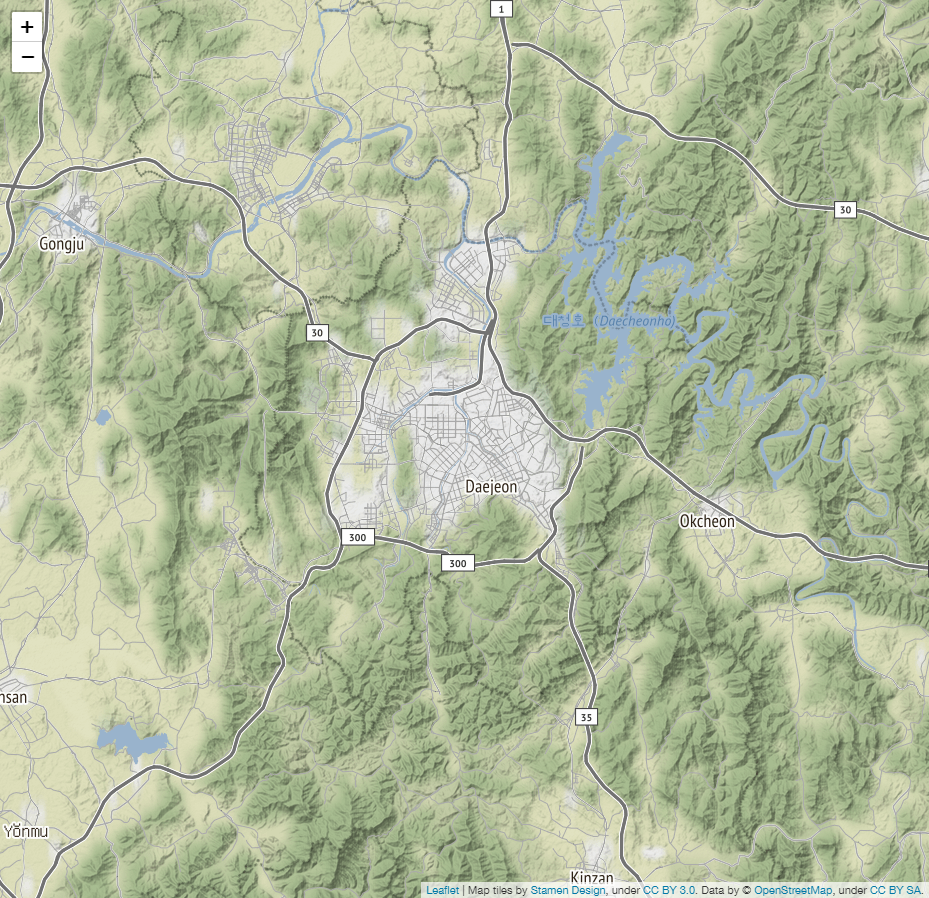 +
−
1
30
Gongju
대청호 (Daecheonho)
30
Daejeon
Okcheon
300
300
nsan
35
Yŏnmu
Kinzan
Leaflet | Map tiles by Stamen Design, under CC BY 3.0. Data by © OpenStreetMap, under CC BY SA.